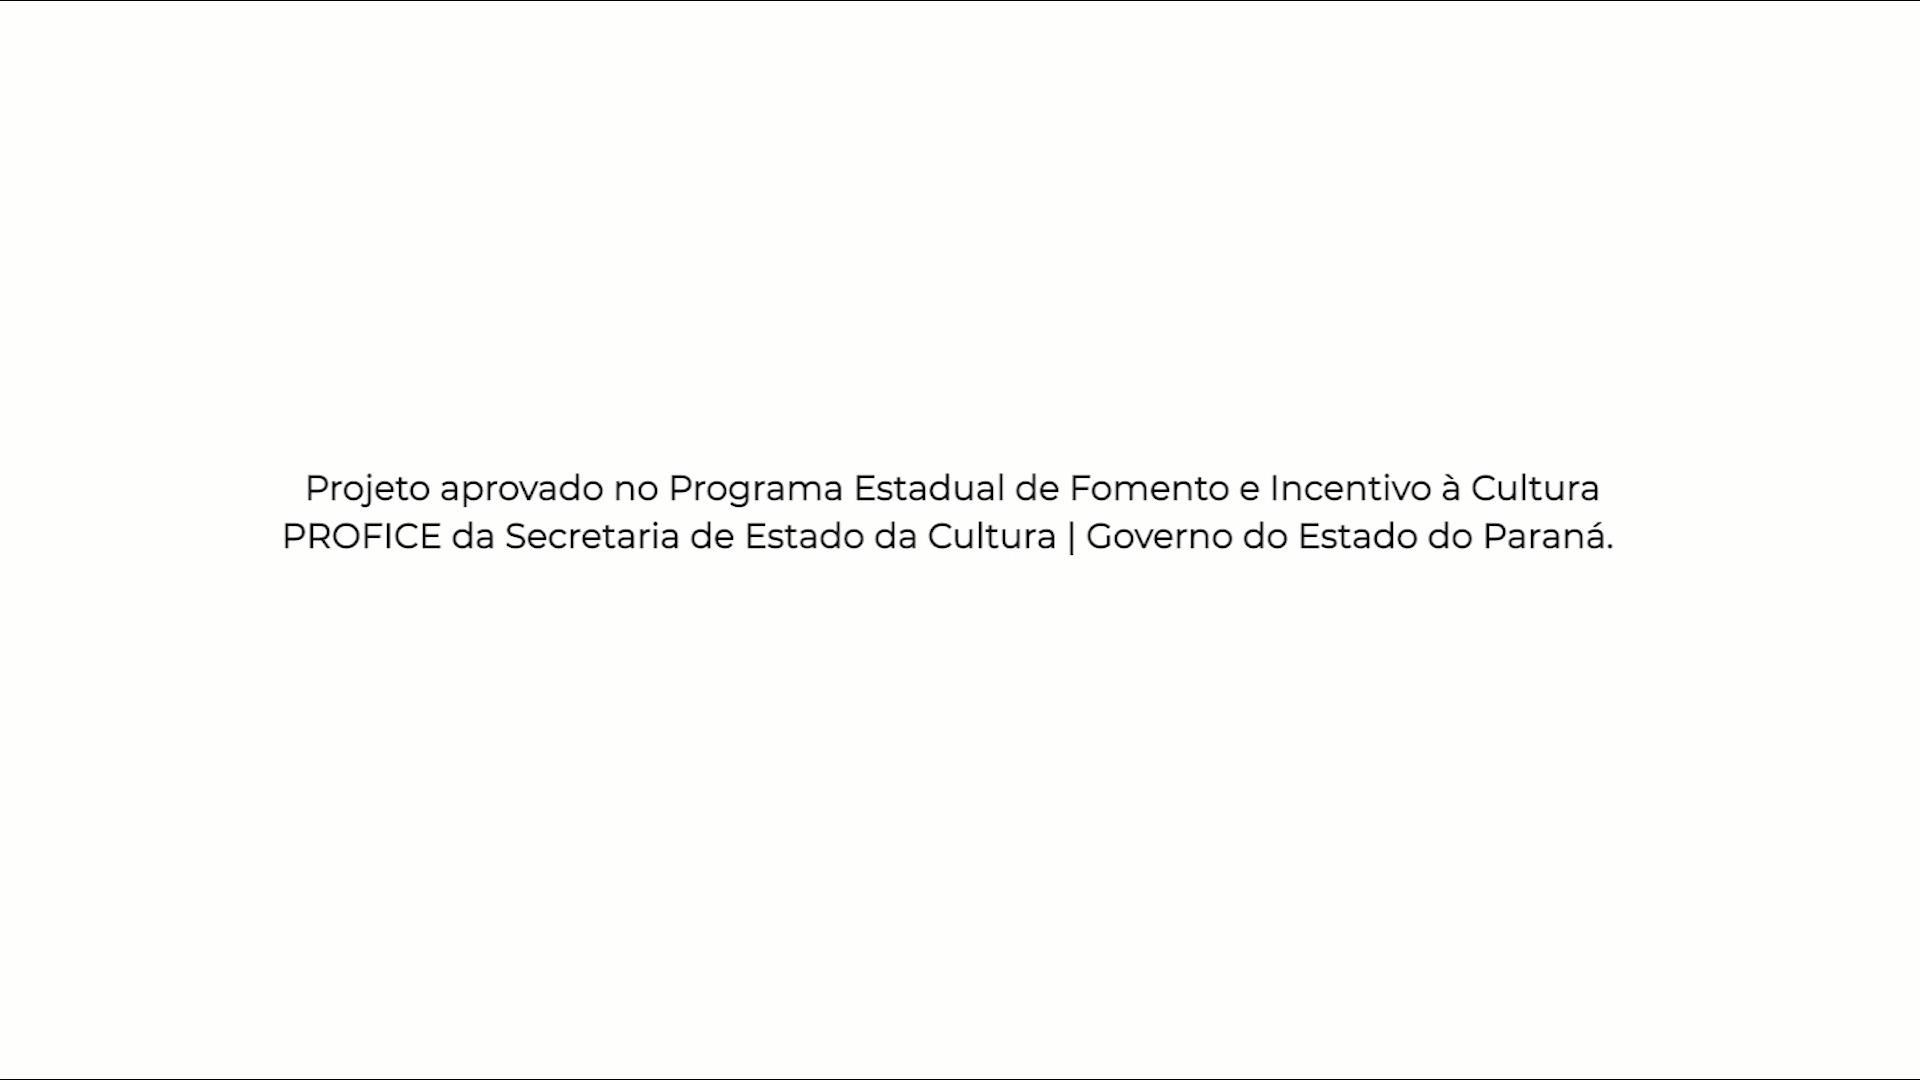 Projeto aprovado no Programa Estadual de Fomento e Incentivo à Cultura
PROFICE da Secretaria de Estado da Cultura | Governo do Estado do Paraná.